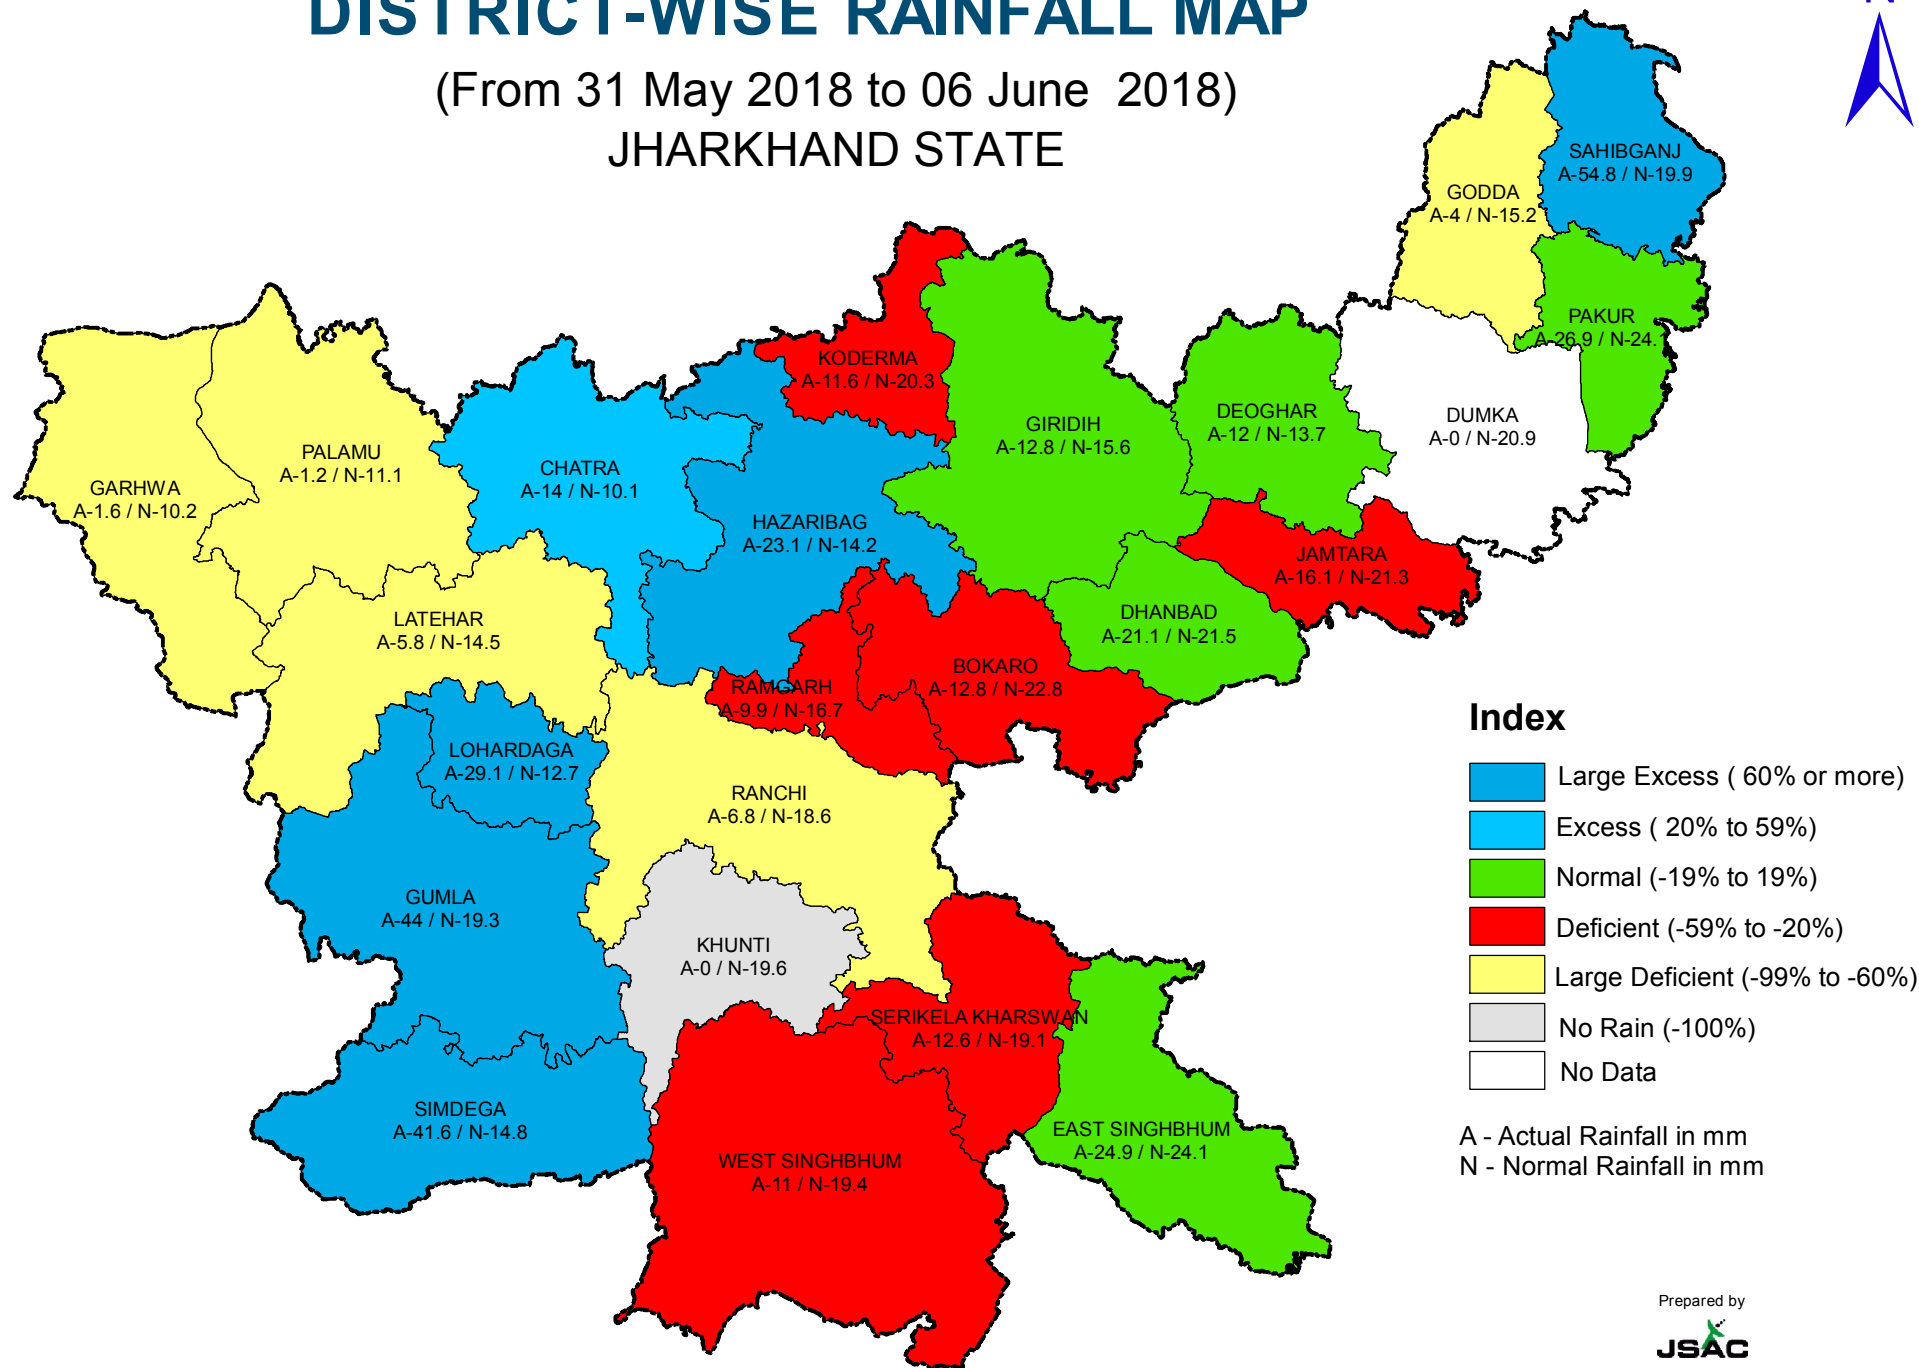 DISTRICT-WISE RAINFALL MAP
(From 31 May 2018 to 06 June 2018)
JHARKHAND STATE
N
SAHIBGANJ
A-54.8 / N-19.9
GODDA
A-4 / N-15.2
PAKUR
A-26.9 / N-24.1
KODERMA
A-11.6 / N-20.3
GIRIDIH
A-12.8 / N-15.6
DEOGHAR
A-12 / N-13.7
DUMKA
A-0 / N-20.9
PALAMU
A-1.2 / N-11.1
GARHWA
A-1.6 / N-10.2
CHATRA
A-14 / N-10.1
HAZARIBAG
A-23.1 / N-14.2
JAMTARA
A-16.1 / N-21.3
LATEHAR
A-5.8 / N-14.5
DHANBAD
A-21.1 / N-21.5
BOKARO
A-12.8 / N-22.8
RAMGARH
A-9.9 / N-16.7
LOHARDAGA
A-29.1 / N-12.7
RANCHI
A-6.8 / N-18.6
GUMLA
A-44 / N-19.3
KHUNTI
A-0 / N-19.6
SERIKELA KHARSWAN
A-12.6 / N-19.1
SIMDEGA
A-41.6 / N-14.8
WEST SINGHBHUM
A-11 / N-19.4
EAST SINGHBHUM
A-24.9 / N-24.1
Index
Large Excess ( 60% or more)
Excess ( 20% to 59%)
Normal (-19% to 19%)
Deficient (-59% to -20%)
Large Deficient (-99% to -60%)
No Rain (-100%)
No Data
A - Actual Rainfall in mm
N - Normal Rainfall in mm
Prepared by
JSAC